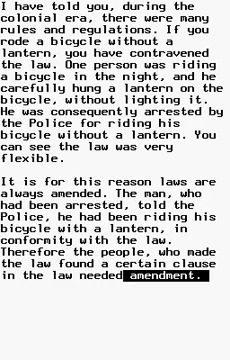 I have told you, during the
colonial era, there were many
rules and regulations. If you
rode a bicycle without a
lantern, you have contravened
the law. One person was riding
a bicycle in the night, and he
carefully hung a lantern on the
bicycle, without lighting it.
He was consequently arrested by
the Police for riding his
bicycle without a lantern. You
can see the law was very
flexible.

It is for this reason laws are
always amended. The man, who
had been arrested, told the
Police, he had been riding his
bicycle with a lantern, in
conformity with the law.
Therefore the people, who made
the law found a certain clause
in the law needed amendment.